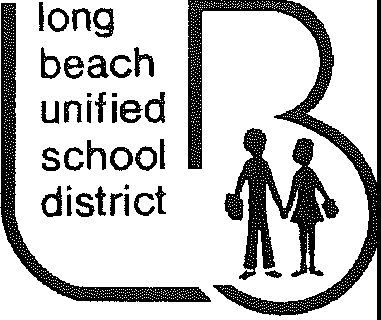 long
beach
unified
school
district